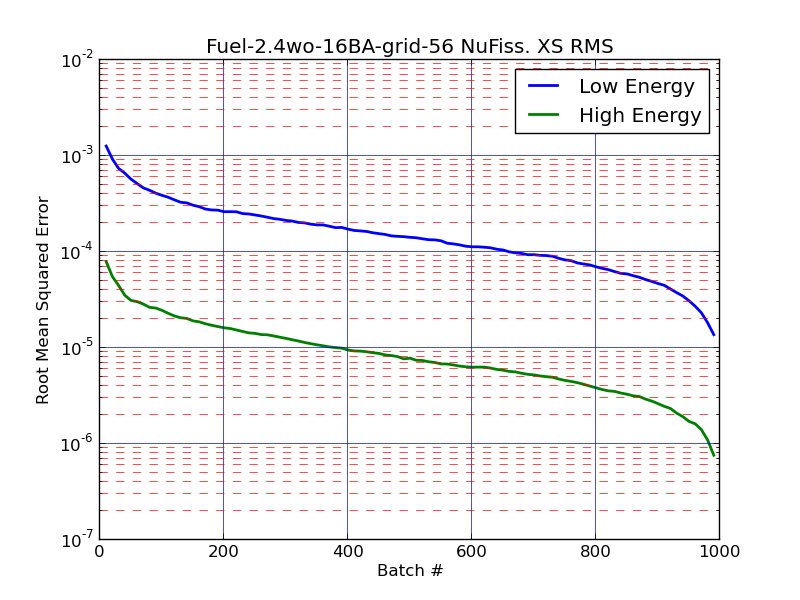 Fuel-2.4wo-16BA-grid-56 NuFiss. XS RMS
Low Energy
High Energy
Root Mean Squared Error
10^-2
10^-3
10^-4
10^-5
10^-6
10^-7
0 200 400 600 800 1000
Batch #